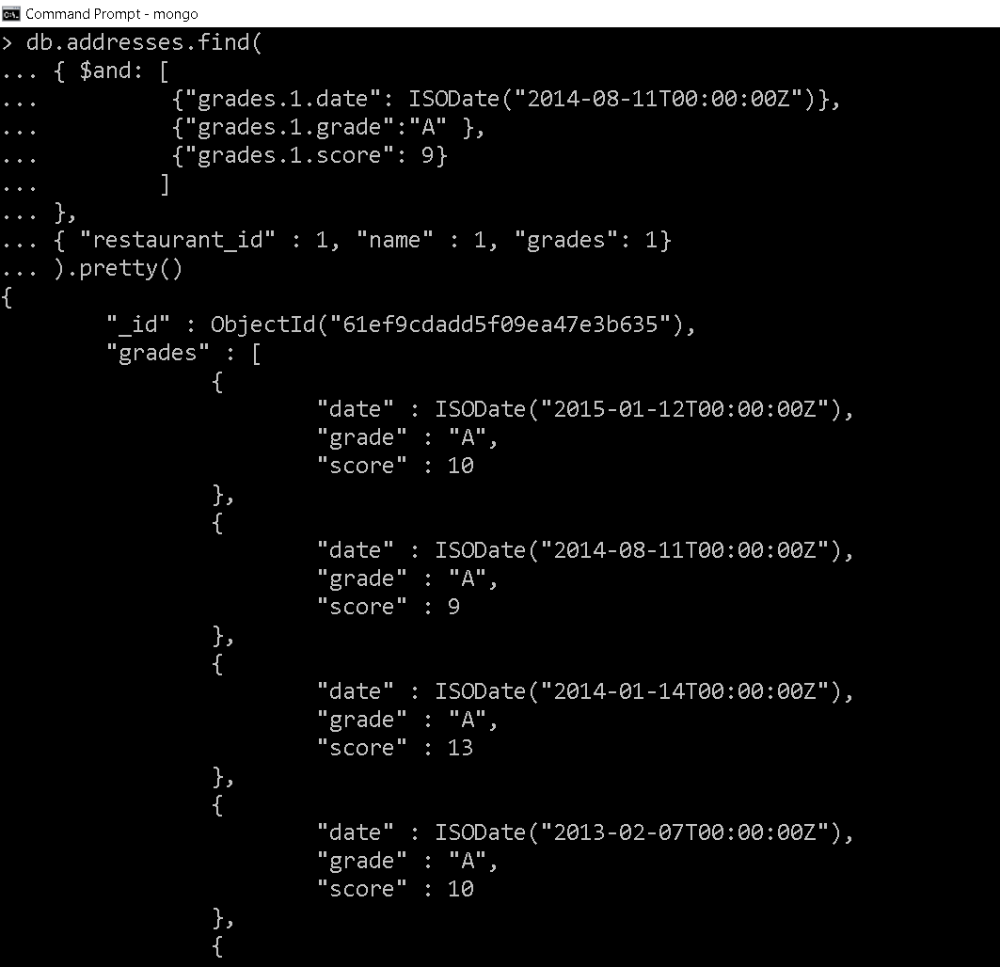 Command Prompt - mongo
> db.addresses.find(
... { $and: [
...          {"grades.1.date": ISODate("2014-08-11T00:00:00Z")},
...          {"grades.1.grade":"A" },
...          {"grades.1.score": 9}
...         ]
... },
... { "restaurant_id" : 1, "name" : 1, "grades": 1}
... ).pretty()
{
        "_id" : ObjectId("61ef9cdadd5f09ea47e3b635"),
        "grades" : [
                {
                        "date" : ISODate("2015-01-12T00:00:00Z"),
                        "grade" : "A",
                        "score" : 10
                },
                {
                        "date" : ISODate("2014-08-11T00:00:00Z"),
                        "grade" : "A",
                        "score" : 9
                },
                {
                        "date" : ISODate("2014-01-14T00:00:00Z"),
                        "grade" : "A",
                        "score" : 13
                },
                {
                        "date" : ISODate("2013-02-07T00:00:00Z"),
                        "grade" : "A",
                        "score" : 10
                },
                {